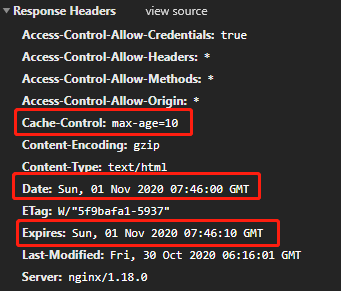 Response Headers view source
Access-Control-Allow-Credentials: true
Access-Control-Allow-Headers: *
Access-Control-Allow-Methods: *
Access-Control-Allow-Origin: *
Cache-Control: max-age=10
Content-Encoding: gzip
Content-Type: text/html
Date: Sun, 01 Nov 2020 07:46:00 GMT
ETag: W/"5f9bafa1-5937"
Expires: Sun, 01 Nov 2020 07:46:10 GMT
Last-Modified: Fri, 30 Oct 2020 06:16:01 GMT
Server: nginx/1.18.0